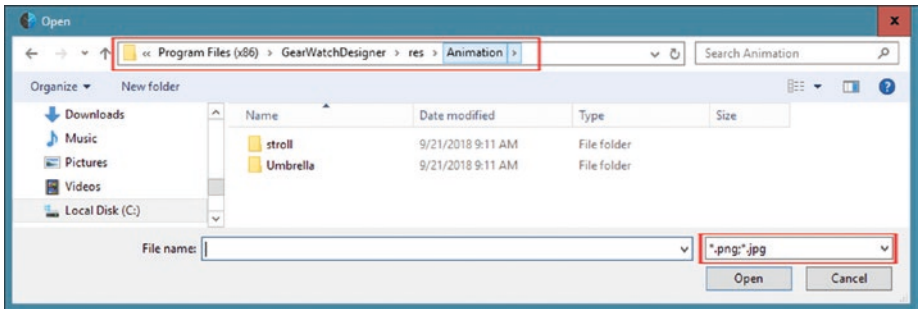 Open
« Program Files (x86) > GearWatchDesigner > res > Animation > Search Animation
Organize New folder
Downloads Name Date modified Type Size
Music stroll 9/21/2018 9:11 AM File folder
Pictures Umbrella 9/21/2018 9:11 AM File folder
Videos
Local Disk (C:)
File name: *.png;*.jpg
Open Cancel